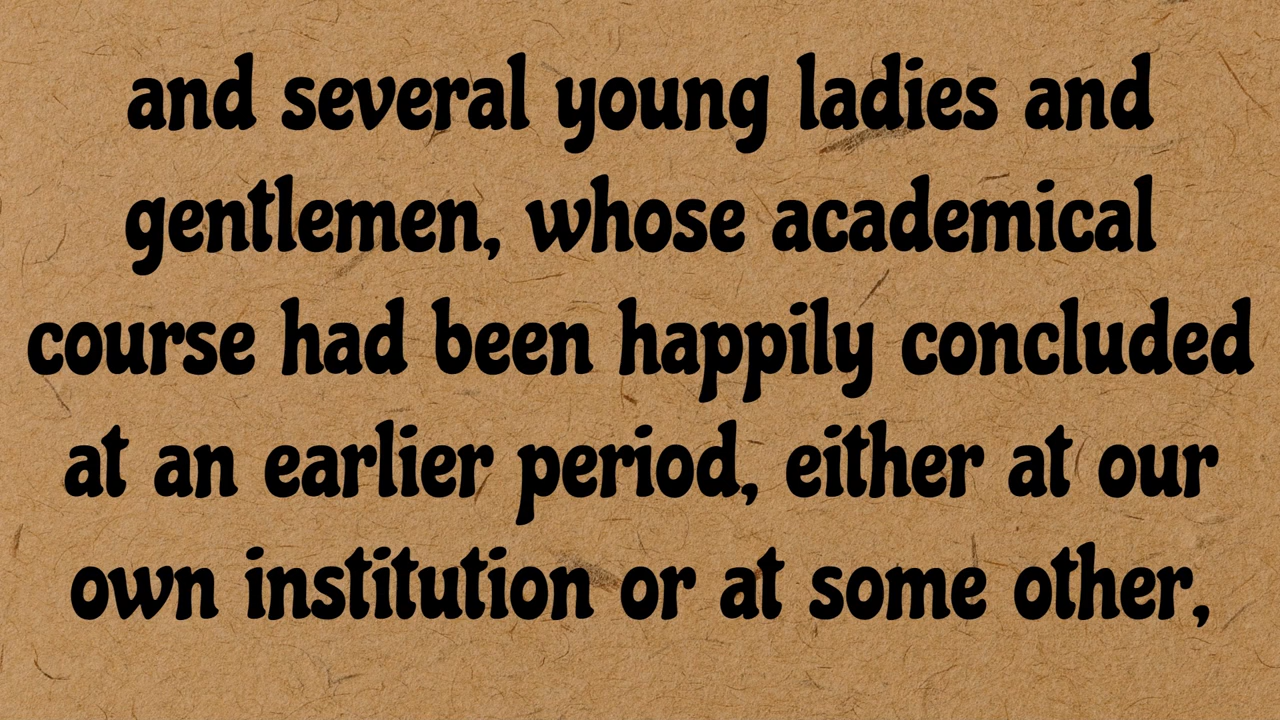 and several young ladies and
gentlemen, whose academical
course had been happily concluded
at an earlier period, either at our
own institution or at some other,